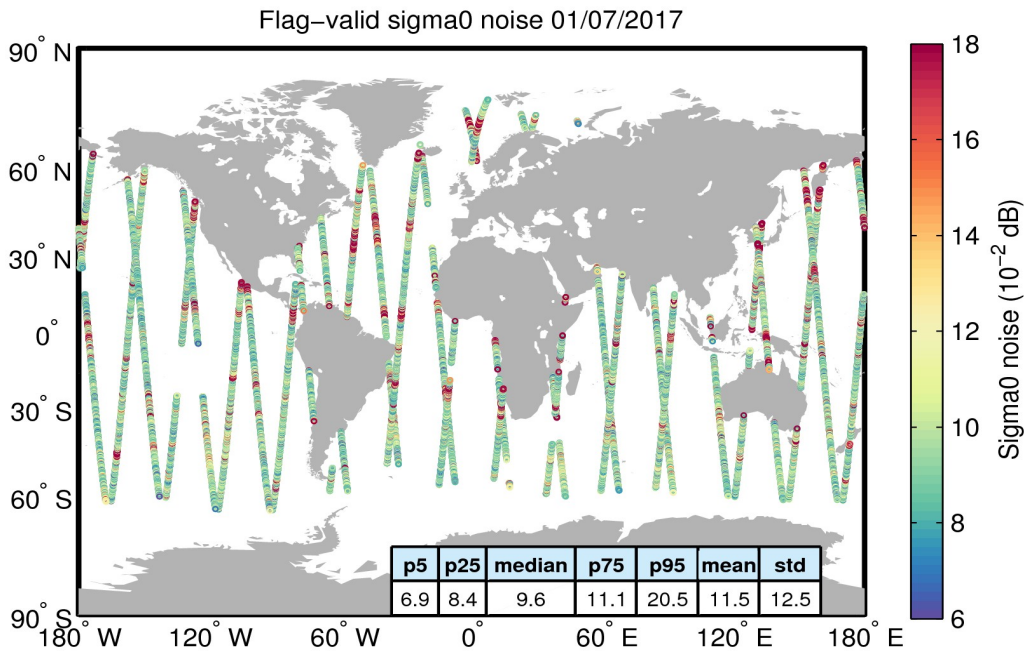 Flag−valid sigma0 noise 01/07/2017
90° N
60° N
30° N
0°
30° S
60° S
90° S
180° W
120° W
60° W
0°
60° E
120° E
180° E
p5 p25 median p75 p95 mean std
6.9 8.4 9.6 11.1 20.5 11.5 12.5
18
16
14
12
10
8
6
Sigma0 noise (10⁻² dB)